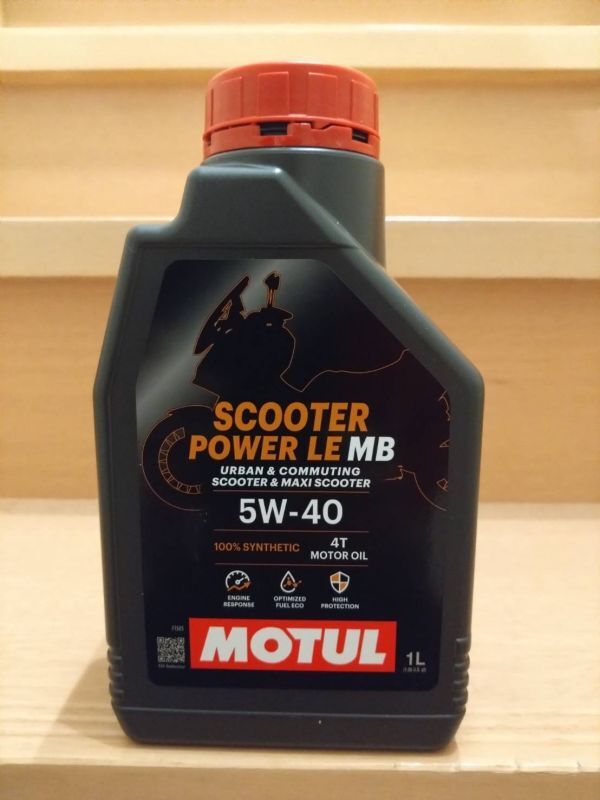 SCOOTER
POWER LE MB
URBAN & COMMUTING
SCOOTER & MAXI SCOOTER
5W-40
100% SYNTHETIC
4T
MOTOR OIL
ENGINE
RESPONSE
OPTIMIZED
FUEL ECO
HIGH
PROTECTION
MOTUL
1L